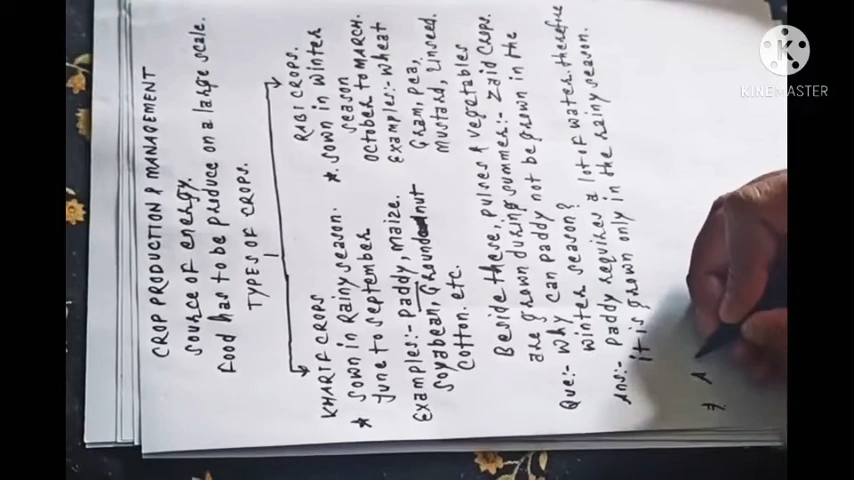 CROP PRODUCTION & MANAGEMENT
source of energy.
Food has to be produce on a large scale.
TYPES OF CROPS.
KHARIF CROPS
* sown in Rainy season.
June to september
Examples:- Paddy, maize.
Soyabean, Groundnut
Cotton. etc.
RABI CROPS.
* sown in winter
season
October to MARCH.
Examples:- wheat
Gram, Pea,
mustard, Linseed.
Beside these, pulses & vegetables
are grown during summer:- Zaid Crops.
Que:- Why can paddy not be grown in the
winter season?
Ans:- paddy requires a lot of water. therefore
it is grown only in the rainy season.
7. A
KINEMASTER